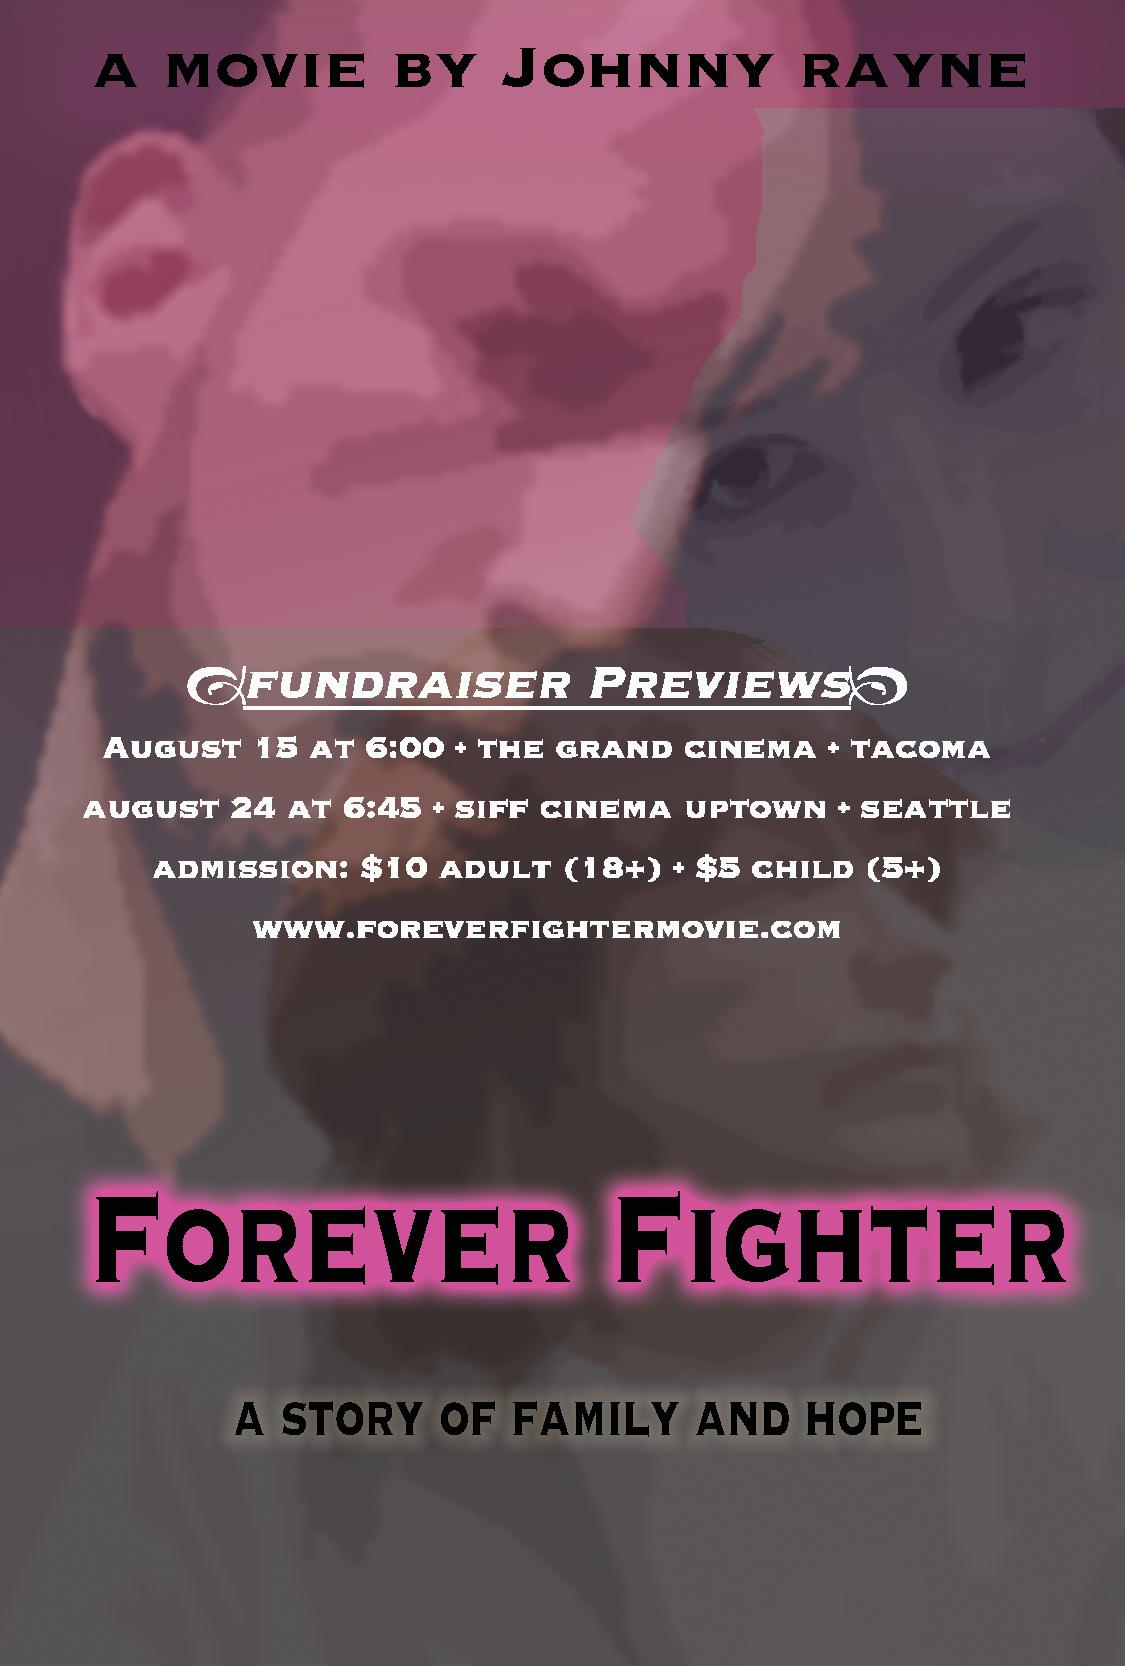 A MOVIE BY JOHNNY RAYNE
FUNDRAISER PREVIEWS
AUGUST 15 AT 6:00 + THE GRAND CINEMA + TACOMA
AUGUST 24 AT 6:45 + SIFF CINEMA UPTOWN + SEATTLE
ADMISSION: $10 ADULT (18+) + $5 CHILD (5+)
WWW.FOREVERFIGHTERMOVIE.COM
FOREVER FIGHTER
A STORY OF FAMILY AND HOPE